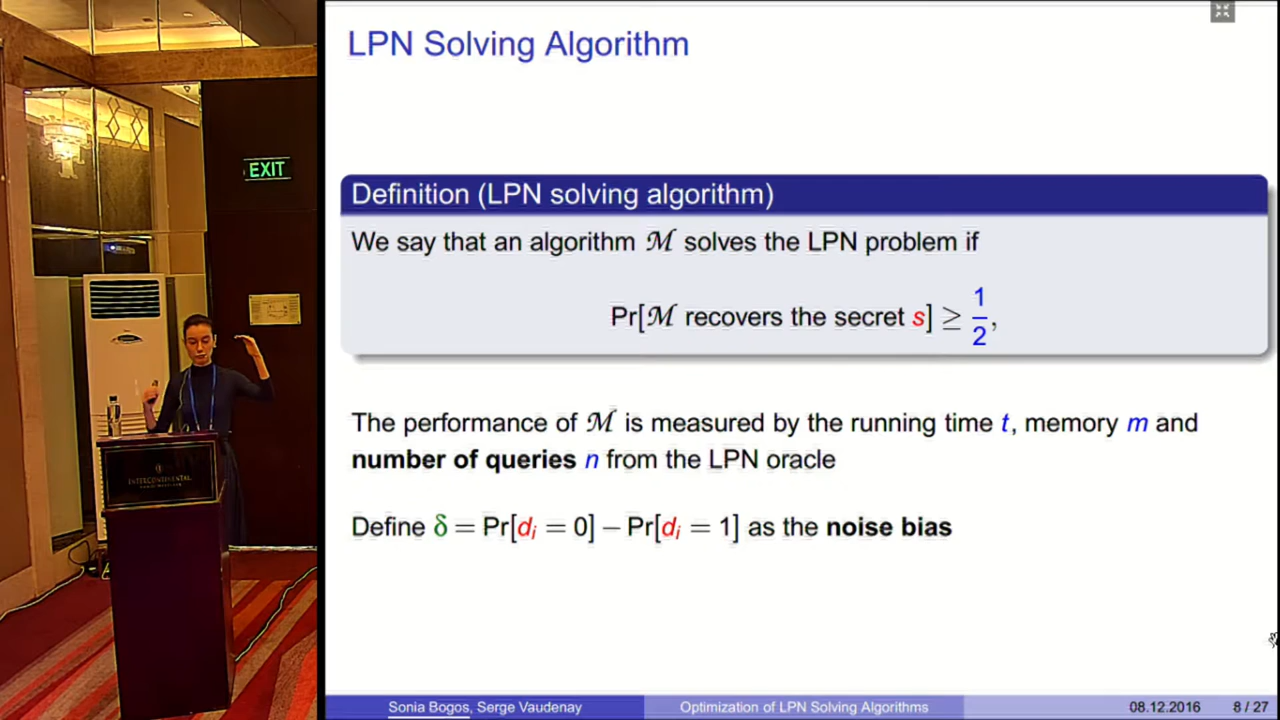 LPN Solving Algorithm
Definition (LPN solving algorithm)
We say that an algorithm ℳ solves the LPN problem if
Pr[ℳ recovers the secret s] ≥ 1/2,
The performance of ℳ is measured by the running time t, memory m and
number of queries n from the LPN oracle
Define δ = Pr[dᵢ = 0] − Pr[dᵢ = 1] as the noise bias
Sonia Bogos, Serge Vaudenay
Optimization of LPN Solving Algorithms
08.12.2016
8 / 27
EXIT
INTERCONTINENTAL